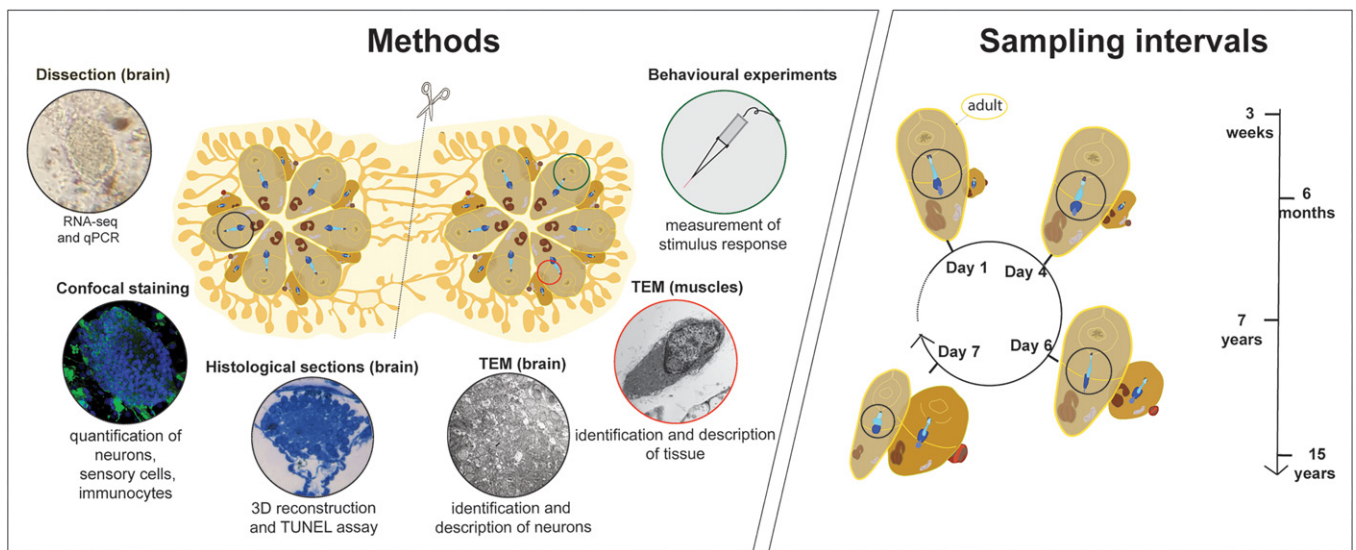 Methods
Dissection (brain)
RNA-seq
and qPCR
Confocal staining
quantification of
neurons,
sensory cells,
immunocytes
Histological sections (brain)
3D reconstruction
and TUNEL assay
TEM (brain)
identification and
description of neurons
Behavioural experiments
measurement of
stimulus response
TEM (muscles)
identification and description
of tissue
Sampling intervals
adult
Day 1
Day 4
Day 6
Day 7
3
weeks
6
months
7
years
15
years